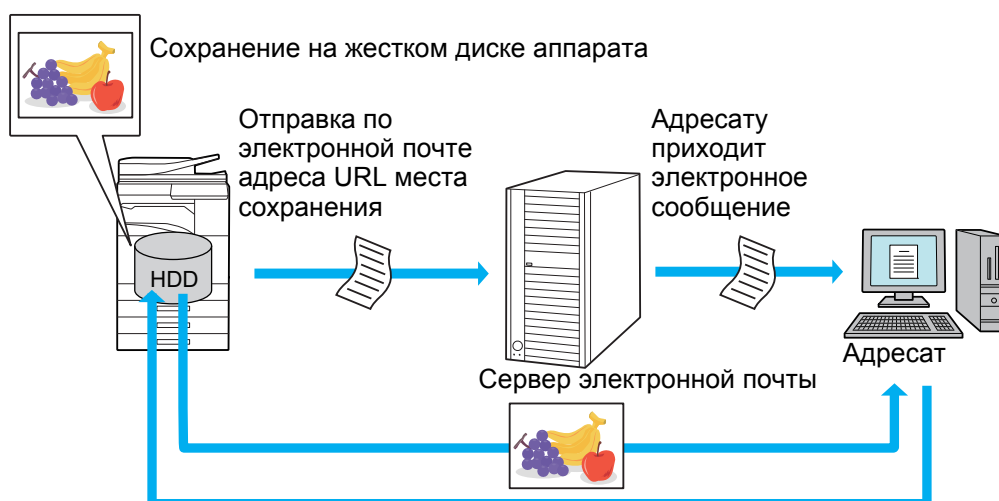 Сохранение на жестком диске аппарата
Отправка по
электронной почте
адреса URL места
сохранения
Адресату
приходит
электронное
сообщение
HDD
Адресат
Сервер электронной почты